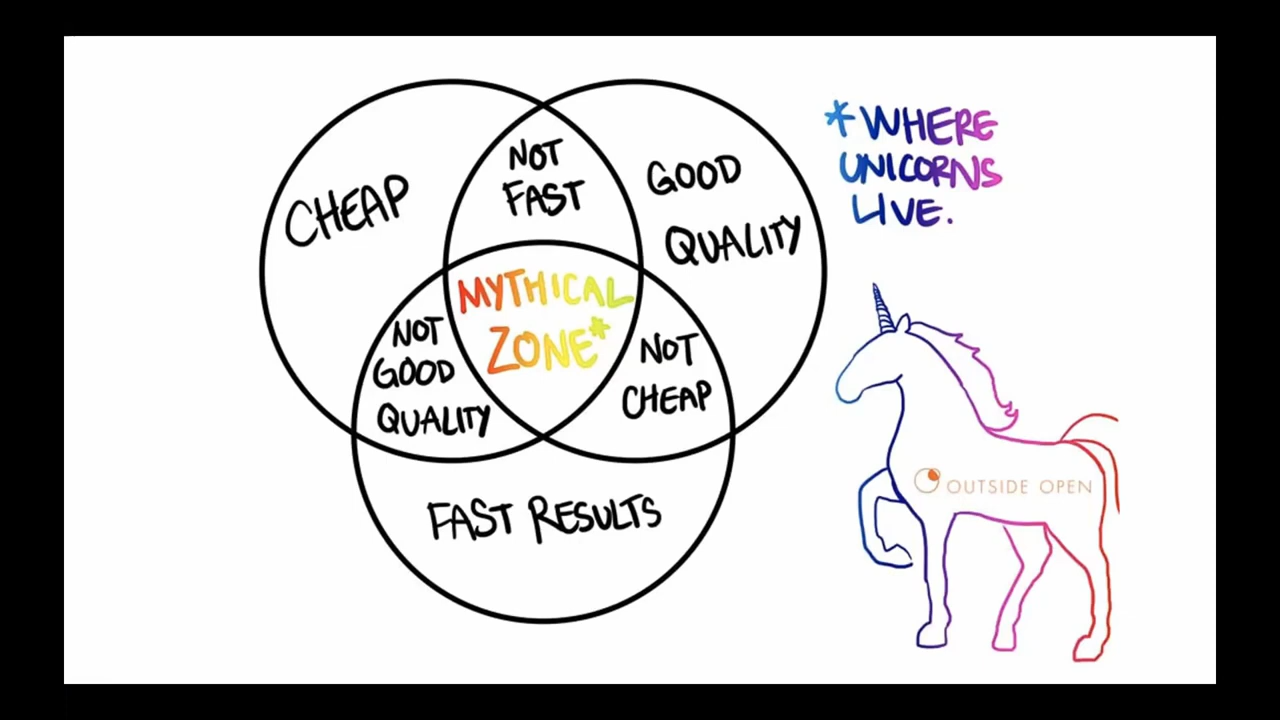 CHEAP
NOT
FAST
GOOD
QUALITY
MYTHICAL
ZONE*
NOT
GOOD
QUALITY
NOT
CHEAP
FAST RESULTS
*WHERE
UNICORNS
LIVE.
OUTSIDE OPEN